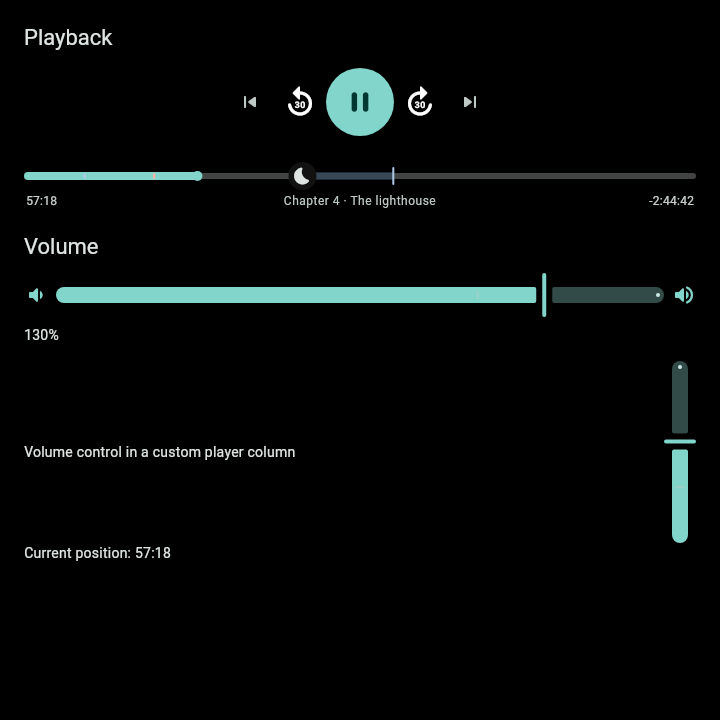 Playback
30
30
57:18
Chapter 4 · The lighthouse
-2:44:42
Volume
130%
Volume control in a custom player column
Current position: 57:18